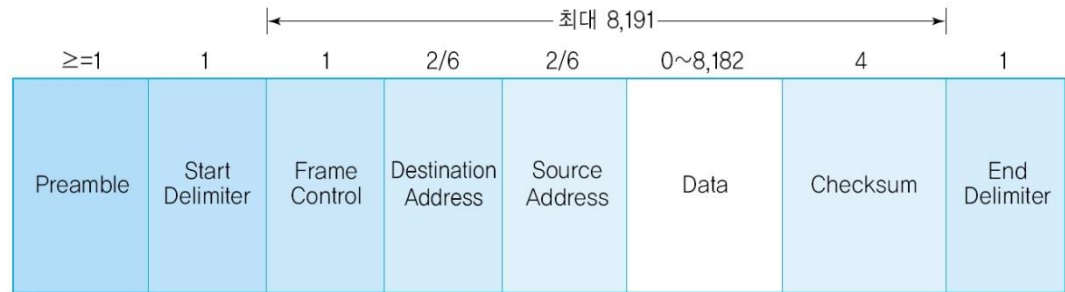 최대 8,191
≥=1 1 1 2/6 2/6 0~8,182 4 1
Preamble
Start
Delimiter
Frame
Control
Destination
Address
Source
Address
Data
Checksum
End
Delimiter